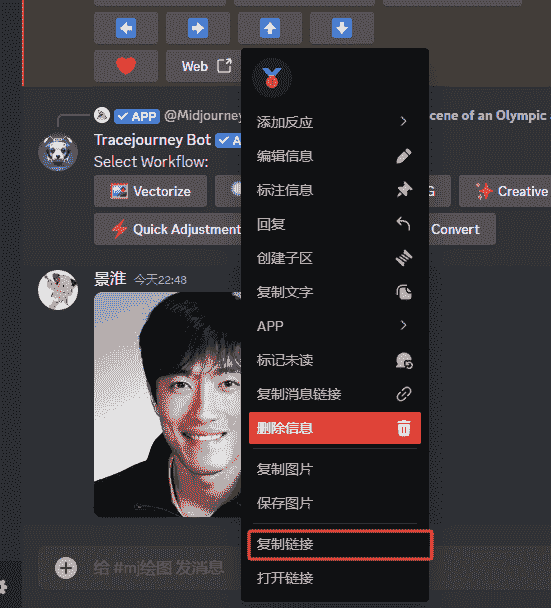 Web
APP @Midjourney
cene of an Olympic
Tracejourney Bot
Select Workflow:
Vectorize
G
Creative
Quick Adjustment
Convert
景淮 今天22:48
添加反应
编辑信息
标注信息
回复
创建子区
复制文字
APP
标记未读
复制消息链接
删除信息
复制图片
保存图片
复制链接
打开链接
给 #mj绘图 发消息